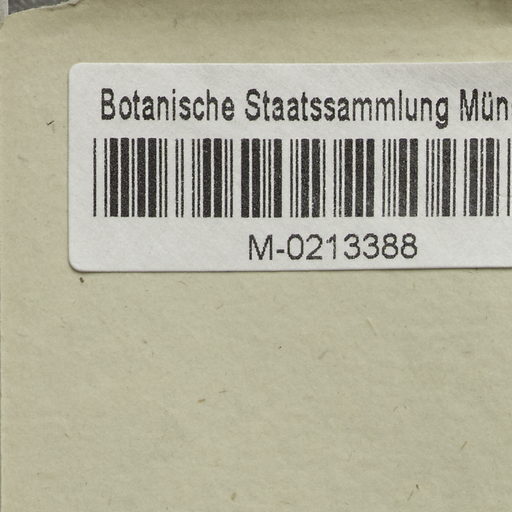 Botanische Staatssammlung Mün
M-0213388